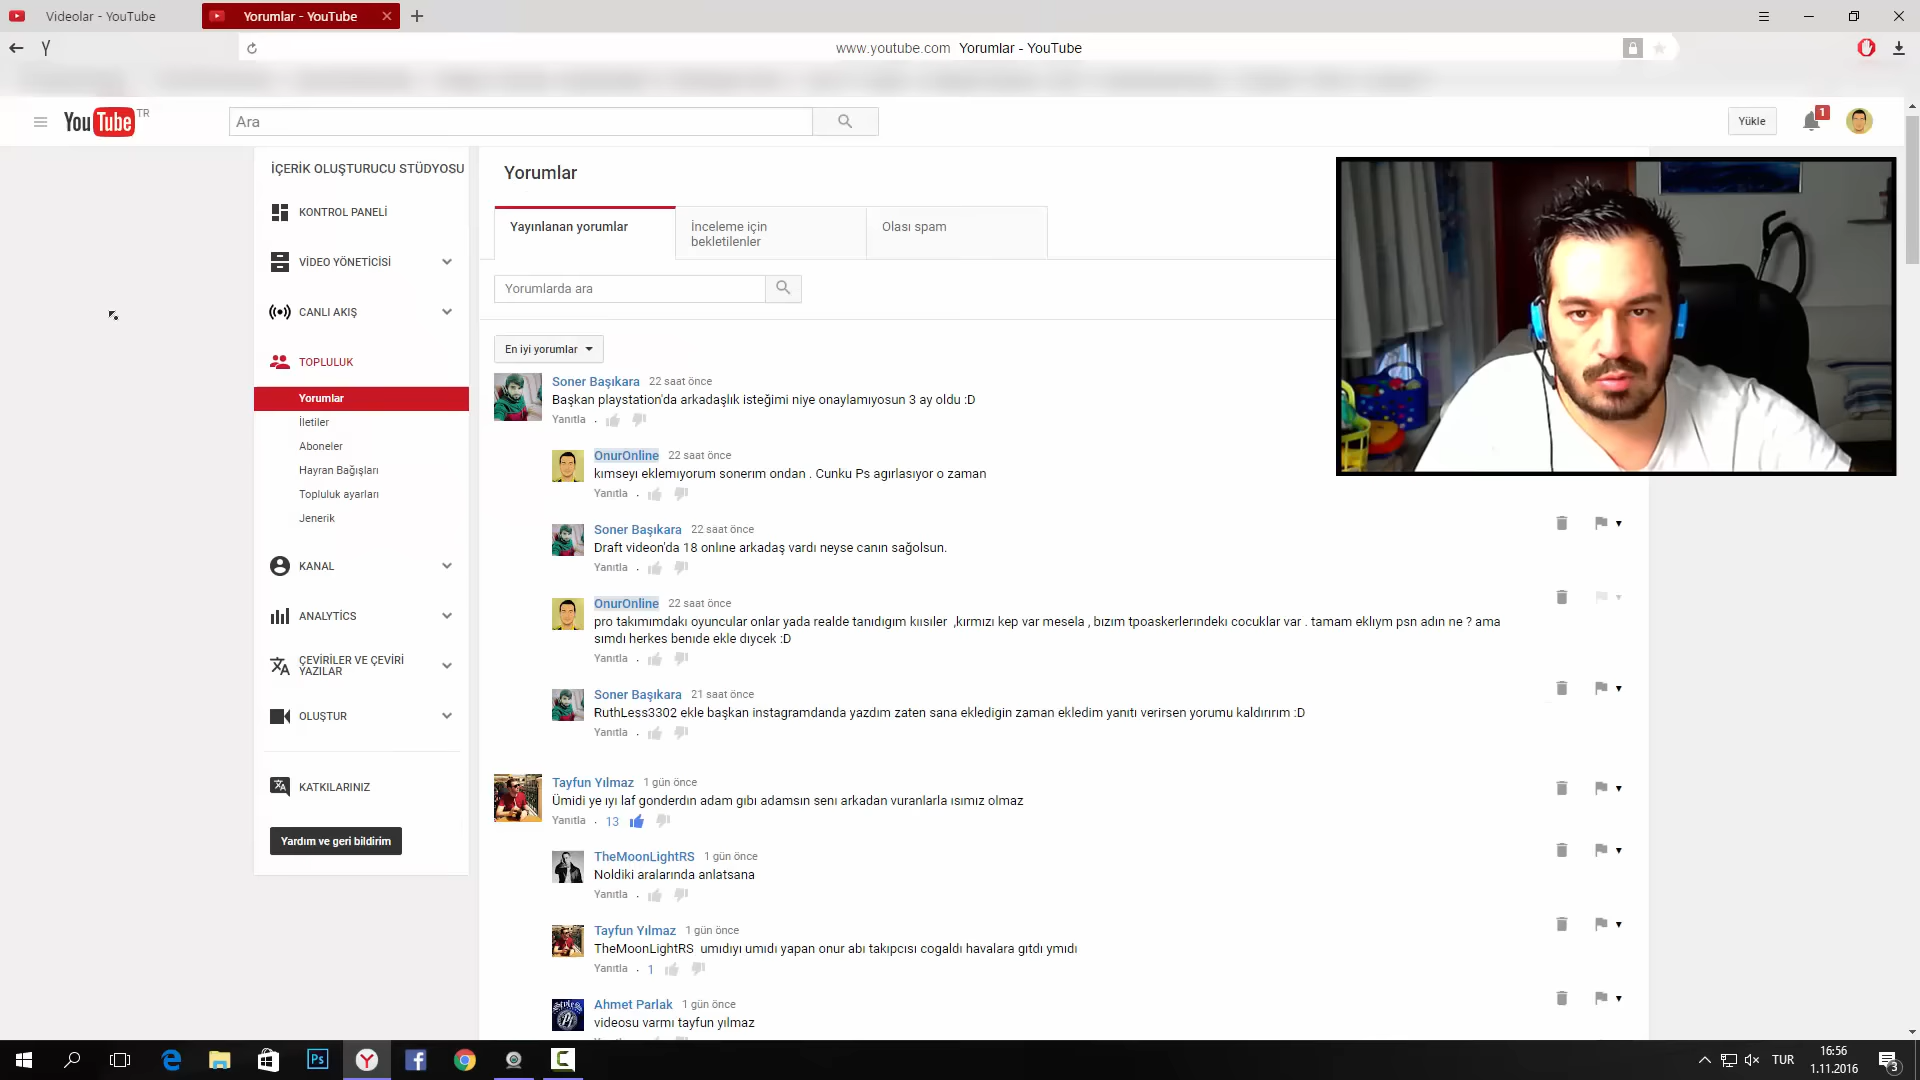 Videolar - YouTube
Yorumlar - YouTube
www.youtube.com Yorumlar - YouTube
YouTube TR
Ara
Yükle
1
İÇERİK OLUŞTURUCU STÜDYOSU
KONTROL PANELİ
VİDEO YÖNETİCİSİ
CANLI AKIŞ
TOPLULUK
Yorumlar
İletiler
Aboneler
Hayran Bağışları
Topluluk ayarları
Jenerik
KANAL
ANALYTICS
ÇEVİRİLER VE ÇEVİRİ
YAZILAR
OLUŞTUR
KATKILARINIZ
Yardım ve geri bildirim
Yorumlar
Yayınlanan yorumlar
İnceleme için
bekletilenler
Olası spam
Yorumlarda ara
En iyi yorumlar
Soner Başıkara 22 saat önce
Başkan playstation'da arkadaşlık isteğimi niye onaylamıyosun 3 ay oldu :D
Yanıtla
OnurOnline 22 saat önce
kımseyı eklemıyorum sonerım ondan . Cunku Ps agırlasıyor o zaman
Yanıtla
Soner Başıkara 22 saat önce
Draft videon'da 18 onlıne arkadaş vardı neyse canın sağolsun.
Yanıtla
OnurOnline 22 saat önce
pro takımımdakı oyuncular onlar yada realde tanıdıgım kıısıler ,kırmızı kep var mesela , bızım tpoaskerlerındekı cocuklar var . tamam eklıym psn adın ne ? ama
sımdı herkes benıde ekle dıycek :D
Yanıtla
Soner Başıkara 21 saat önce
RuthLess3302 ekle başkan instagramdanda yazdım zaten sana ekledigin zaman ekledim yanıtı verirsen yorumu kaldırırım :D
Yanıtla
Tayfun Yılmaz 1 gün önce
Ümidi ye ıyı laf gonderdın adam gıbı adamsın senı arkadan vuranlarla ısımız olmaz
Yanıtla 13
TheMoonLightRS 1 gün önce
Noldiki aralarında anlatsana
Yanıtla
Tayfun Yılmaz 1 gün önce
TheMoonLightRS umıdıyı umıdı yapan onur abı takıpcısı cogaldı havalara gıtdı ymıdı
Yanıtla 1
Ahmet Parlak 1 gün önce
videosu varmı tayfun yılmaz
TUR
16:56
1.11.2016
3